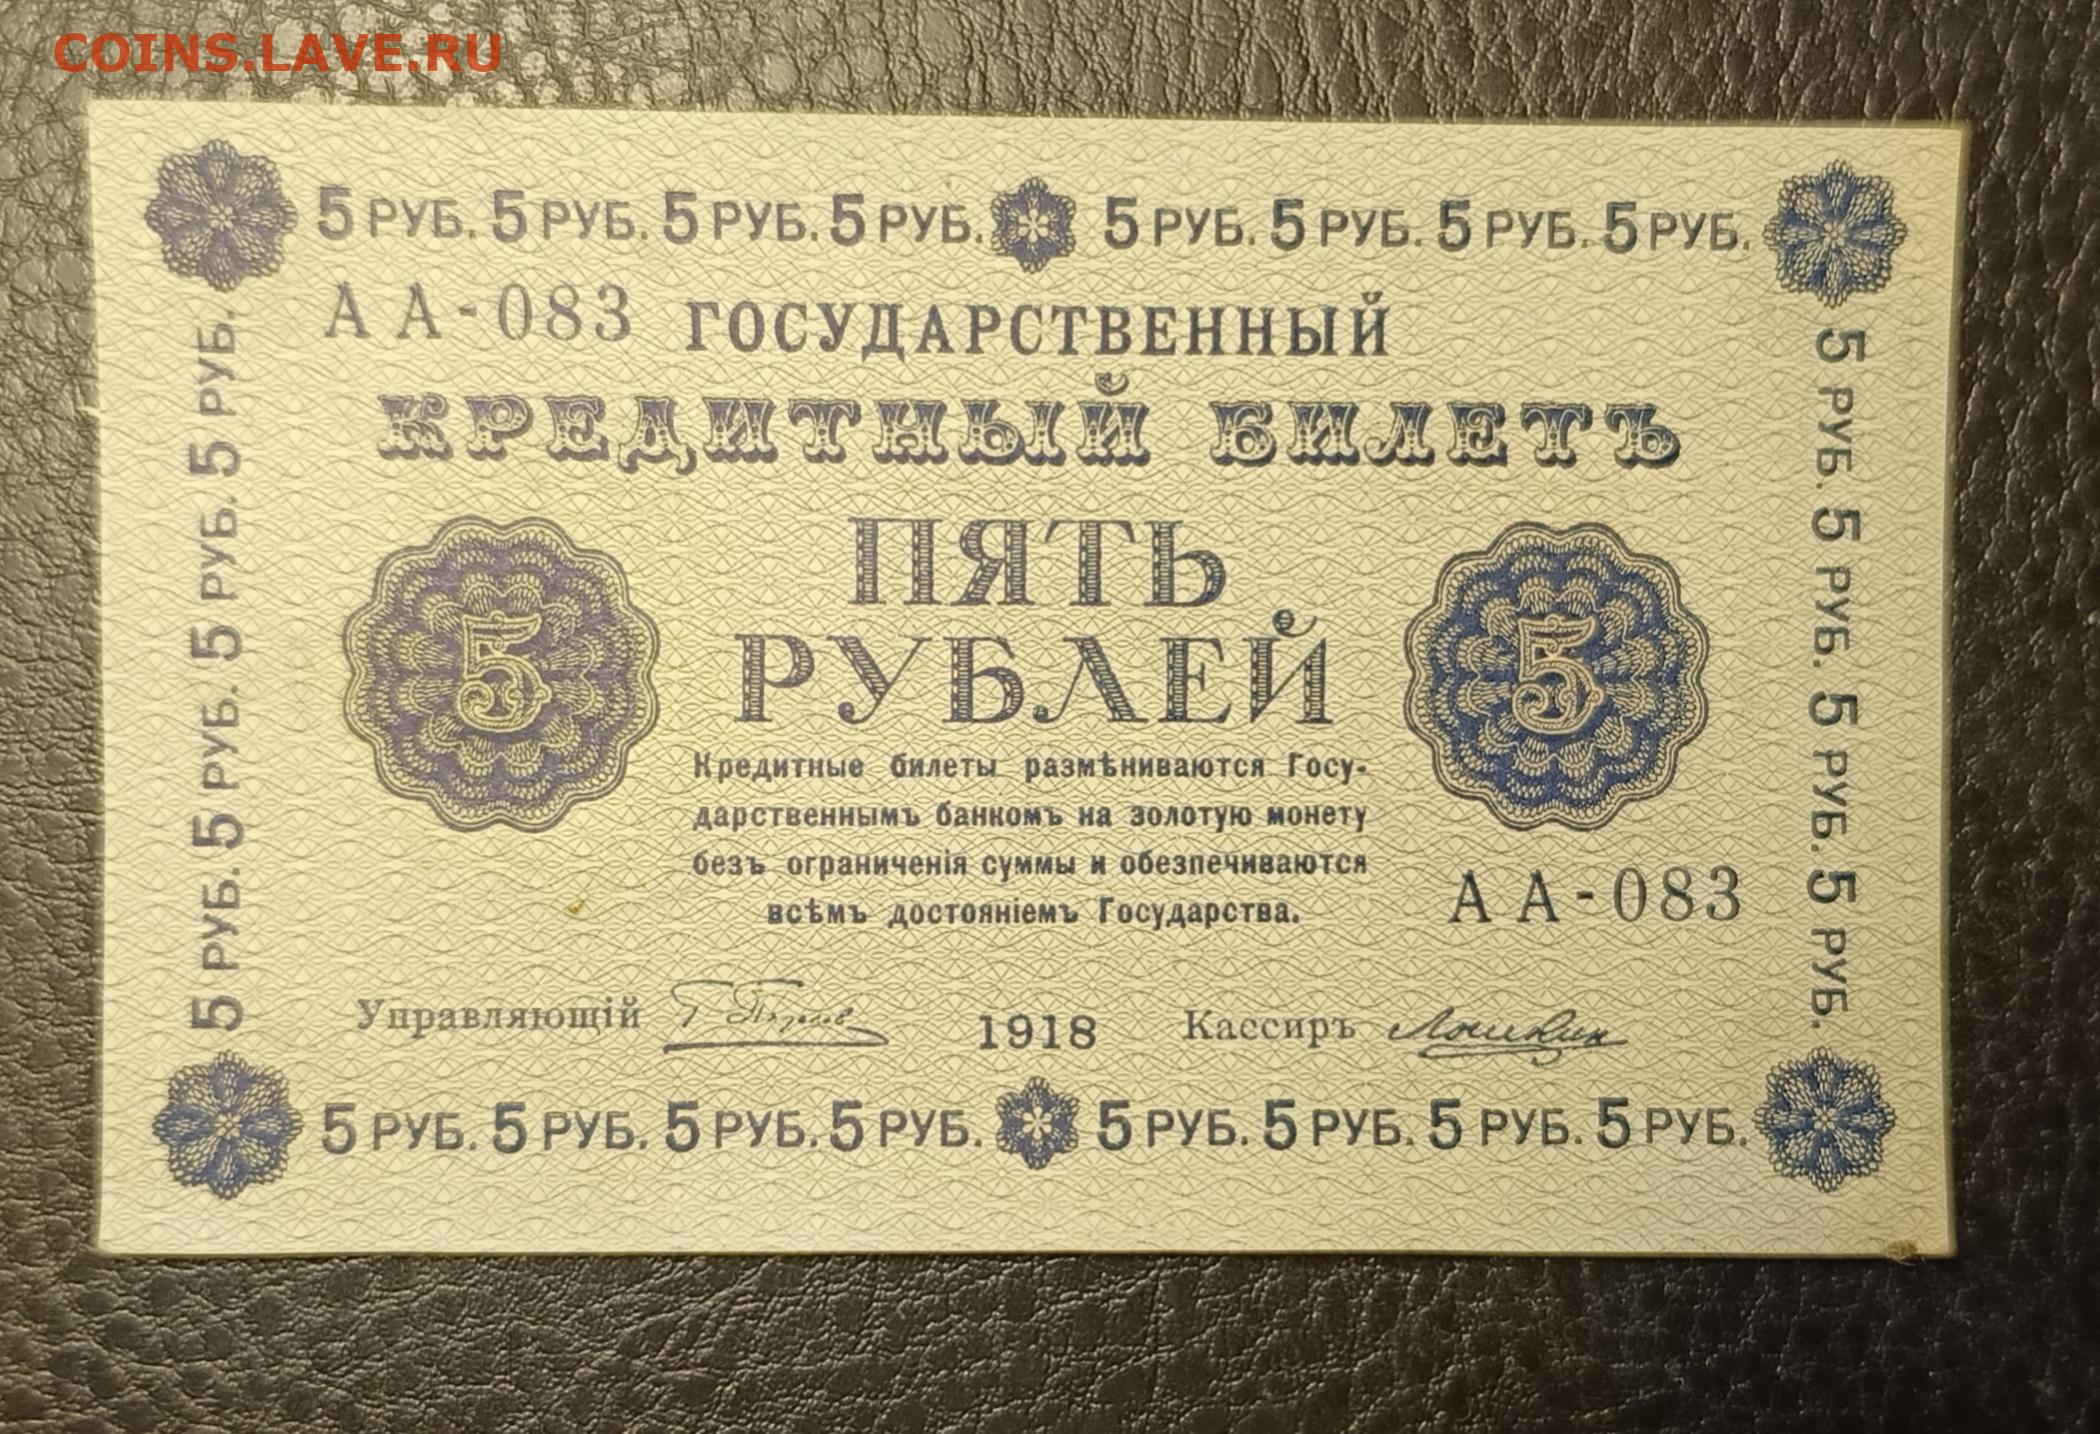 COINS.LAVE.RU
5 РУБ. 5 РУБ. 5 РУБ. 5 РУБ. 5 РУБ. 5 РУБ. 5 РУБ. 5 РУБ.
АА-083 ГОСУДАРСТВЕННЫЙ
КРЕДИТНЫЙ БИЛЕТЪ
5 РУБ. 5 РУБ. 5 РУБ. 5 РУБ.
5 РУБ. 5 РУБ. 5 РУБ. 5 РУБ.
ПЯТЬ
РУБЛЕЙ
5
5
Кредитные билеты размѣниваются Госу-
дарственнымъ банкомъ на золотую монету
безъ ограниченія суммы и обезпечиваются
всѣмъ достояніемъ Государства.
АА-083
Управляющій 1918 Кассиръ
5 РУБ. 5 РУБ. 5 РУБ. 5 РУБ. 5 РУБ. 5 РУБ. 5 РУБ. 5 РУБ.